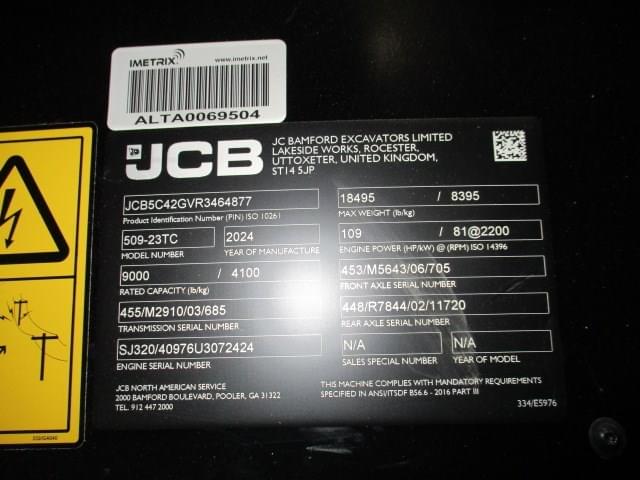 IMETRIX
www.imetrix.net
ALTA0069504
JCB JCB
JC BAMFORD EXCAVATORS LIMITED
LAKESIDE WORKS, ROCESTER,
UTTOXETER, UNITED KINGDOM,
ST14 5JP
JCB5C42GVR3464877
Product Identification Number (PIN) ISO 10261
18495 / 8395
MAX WEIGHT (lb/kg)
509-23TC 2024
MODEL NUMBER YEAR OF MANUFACTURE
109 / 81@2200
ENGINE POWER (HP/kW) @ (RPM) ISO 14396
9000 / 4100
RATED CAPACITY (lb/kg)
453/M5643/06/705
FRONT AXLE SERIAL NUMBER
455/M2910/03/685
TRANSMISSION SERIAL NUMBER
448/R7844/02/11720
REAR AXLE SERIAL NUMBER
SJ320/40976U3072424
ENGINE SERIAL NUMBER
N/A N/A
SALES SPECIAL NUMBER YEAR OF MODEL
JCB NORTH AMERICAN SERVICE
2000 BAMFORD BOULEVARD, POOLER, GA 31322
TEL. 912 447 2000
THIS MACHINE COMPLIES WITH MANDATORY REQUIREMENTS
SPECIFIED IN ANSI/ITSDF B56.6 - 2016 PART III
334/E5976